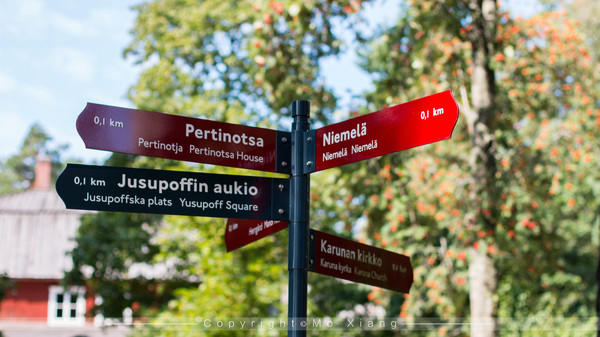 0,1 km Pertinotsa
Pertinotja Pertinotsa House
Niemelä 0,1 km
Niemelä Niemelä
0,1 km Jusupoffin aukio
Jusupoffska plats Yusupoff Square
Karunan kirkko
Karuna kyrka Karuna Church
Copyright©Mo Xiang